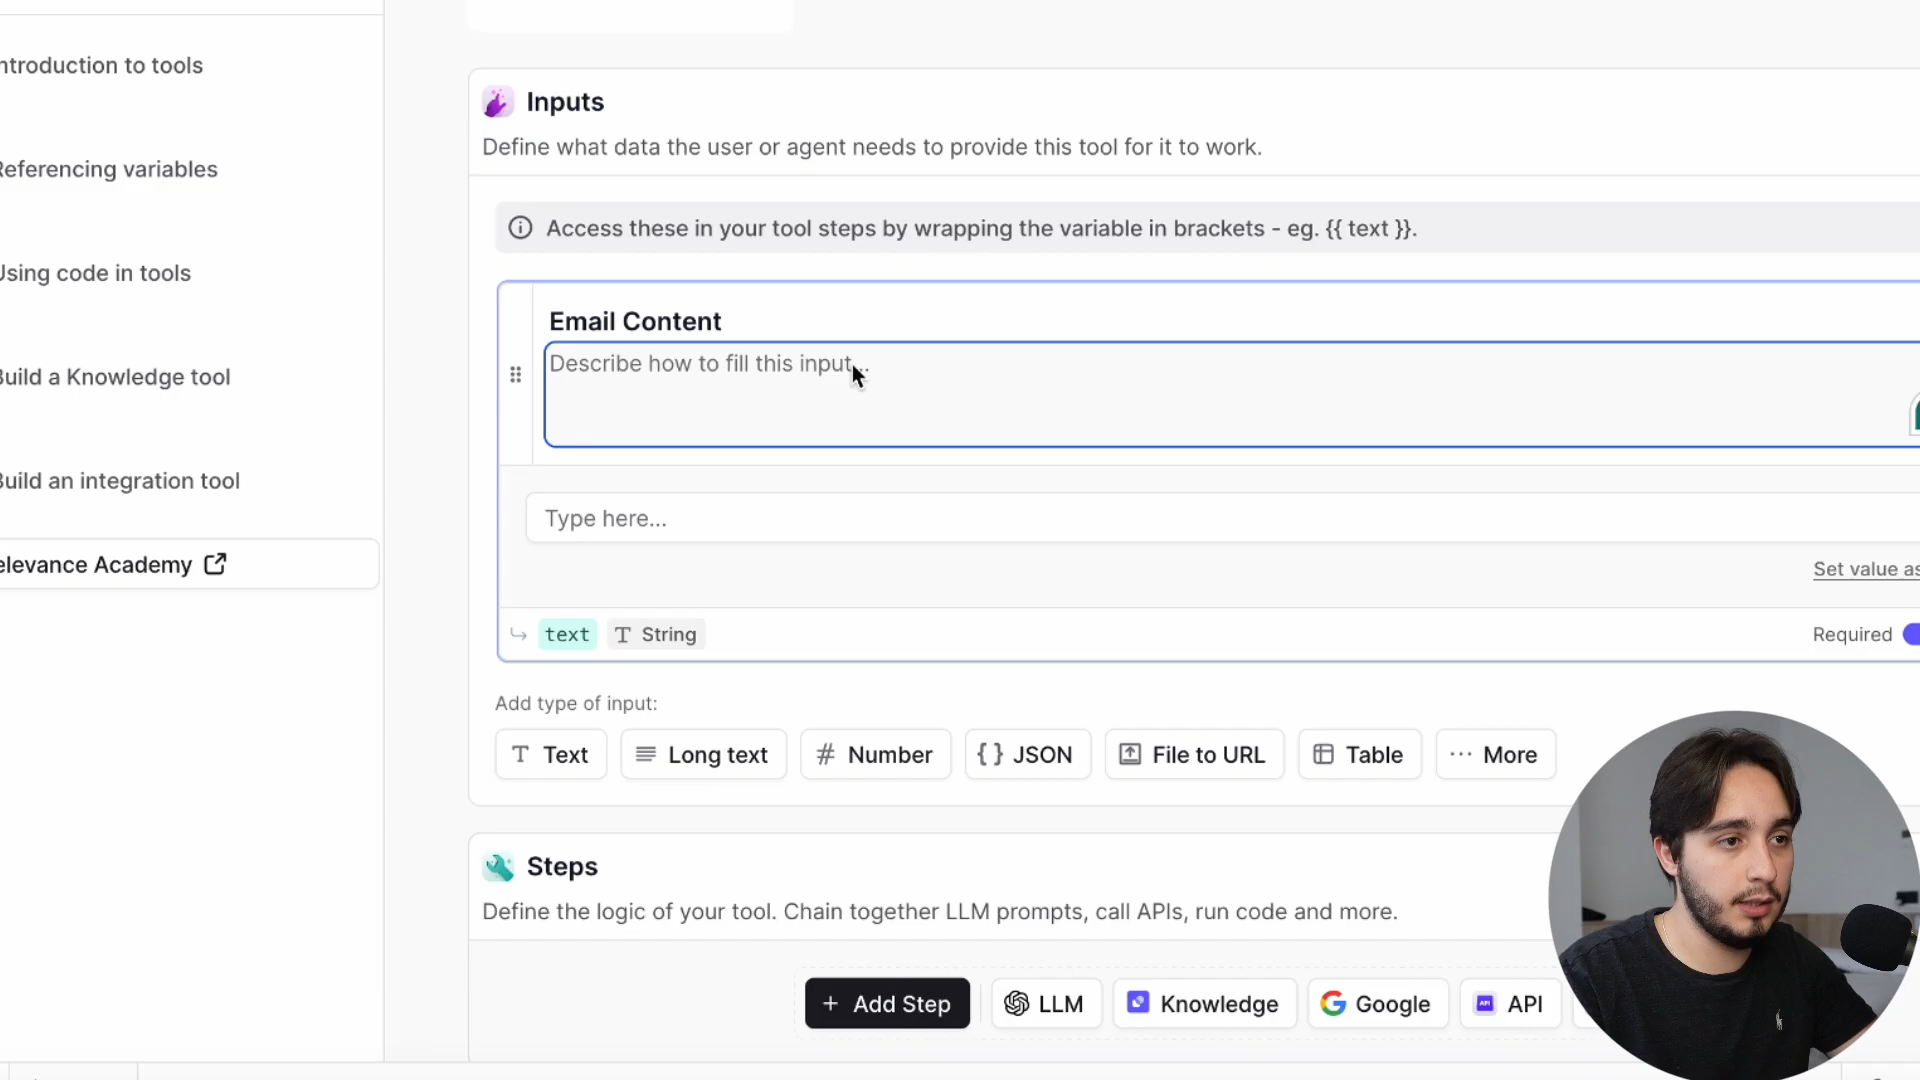 ntroduction to tools
Referencing variables
Using code in tools
Build a Knowledge tool
Build an integration tool
elevance Academy
Inputs
Define what data the user or agent needs to provide this tool for it to work.
Access these in your tool steps by wrapping the variable in brackets - eg. {{ text }}.
Email Content
Describe how to fill this input...
Type here...
Set value as
text T String
Required
Add type of input:
T Text
Long text
# Number
{ } JSON
File to URL
Table
··· More
Steps
Define the logic of your tool. Chain together LLM prompts, call APIs, run code and more.
+ Add Step
LLM
Knowledge
Google
API API